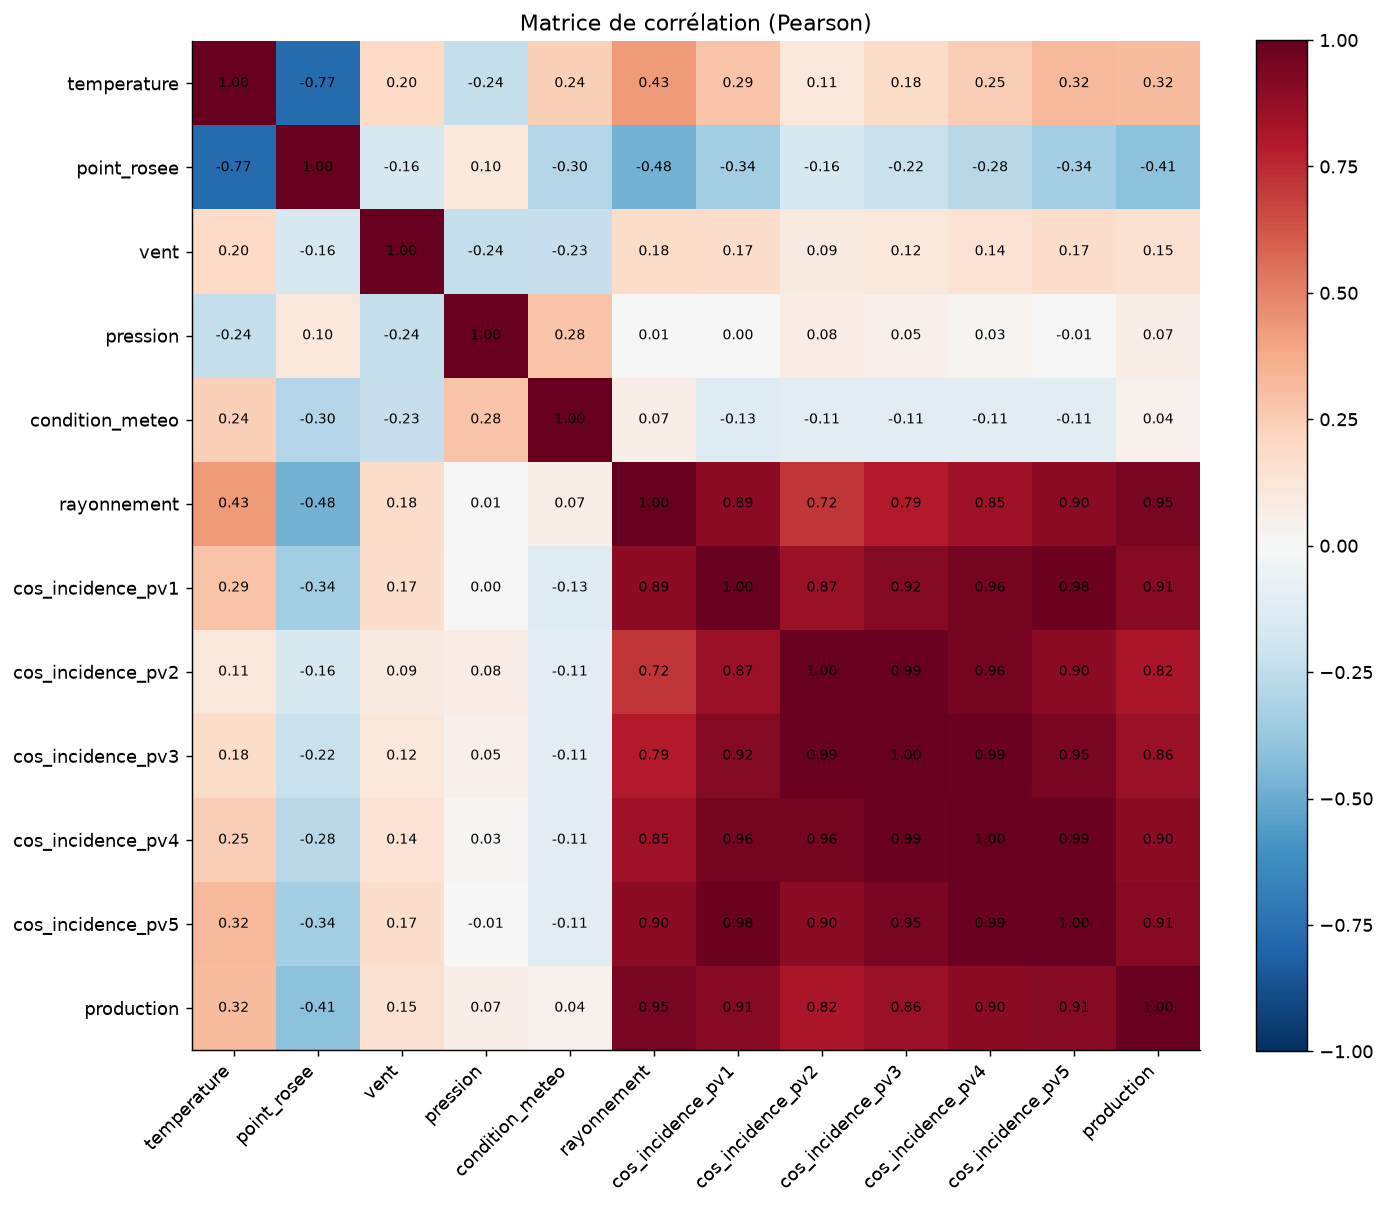 Matrice de corrélation (Pearson)
temperature 1.00 -0.77 0.20 -0.24 0.24 0.43 0.29 0.11 0.18 0.25 0.32 0.32
point_rosee -0.77 1.00 -0.16 0.10 -0.30 -0.48 -0.34 -0.16 -0.22 -0.28 -0.34 -0.41
vent 0.20 -0.16 1.00 -0.24 -0.23 0.18 0.17 0.09 0.12 0.14 0.17 0.15
pression -0.24 0.10 -0.24 1.00 0.28 0.01 0.00 0.08 0.05 0.03 -0.01 0.07
condition_meteo 0.24 -0.30 -0.23 0.28 1.00 0.07 -0.13 -0.11 -0.11 -0.11 -0.11 0.04
rayonnement 0.43 -0.48 0.18 0.01 0.07 1.00 0.89 0.72 0.79 0.85 0.90 0.95
cos_incidence_pv1 0.29 -0.34 0.17 0.00 -0.13 0.89 1.00 0.87 0.92 0.96 0.98 0.91
cos_incidence_pv2 0.11 -0.16 0.09 0.08 -0.11 0.72 0.87 1.00 0.99 0.96 0.90 0.82
cos_incidence_pv3 0.18 -0.22 0.12 0.05 -0.11 0.79 0.92 0.99 1.00 0.99 0.95 0.86
cos_incidence_pv4 0.25 -0.28 0.14 0.03 -0.11 0.85 0.96 0.96 0.99 1.00 0.99 0.90
cos_incidence_pv5 0.32 -0.34 0.17 -0.01 -0.11 0.90 0.98 0.90 0.95 0.99 1.00 0.91
production 0.32 -0.41 0.15 0.07 0.04 0.95 0.91 0.82 0.86 0.90 0.91 1.00
temperature
point_rosee
vent
pression
condition_meteo
rayonnement
cos_incidence_pv1
cos_incidence_pv2
cos_incidence_pv3
cos_incidence_pv4
cos_incidence_pv5
production
1.00
0.75
0.50
0.25
0.00
−0.25
−0.50
−0.75
−1.00